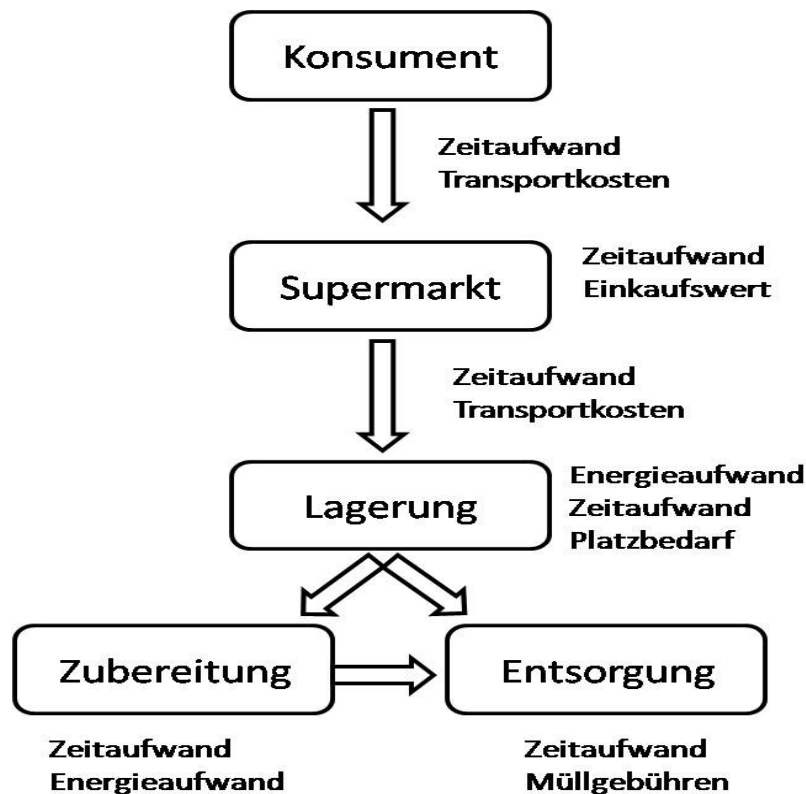 Konsument
Zeitaufwand
Transportkosten
Supermarkt
Zeitaufwand
Einkaufswert
Zeitaufwand
Transportkosten
Lagerung
Energieaufwand
Zeitaufwand
Platzbedarf
Zubereitung
Entsorgung
Zeitaufwand
Energieaufwand
Zeitaufwand
Müllgebühren